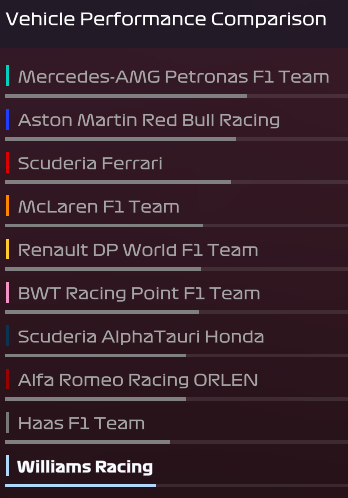 Vehicle Performance Comparison
Mercedes-AMG Petronas F1 Team
Aston Martin Red Bull Racing
Scuderia Ferrari
McLaren F1 Team
Renault DP World F1 Team
BWT Racing Point F1 Team
Scuderia AlphaTauri Honda
Alfa Romeo Racing ORLEN
Haas F1 Team
Williams Racing